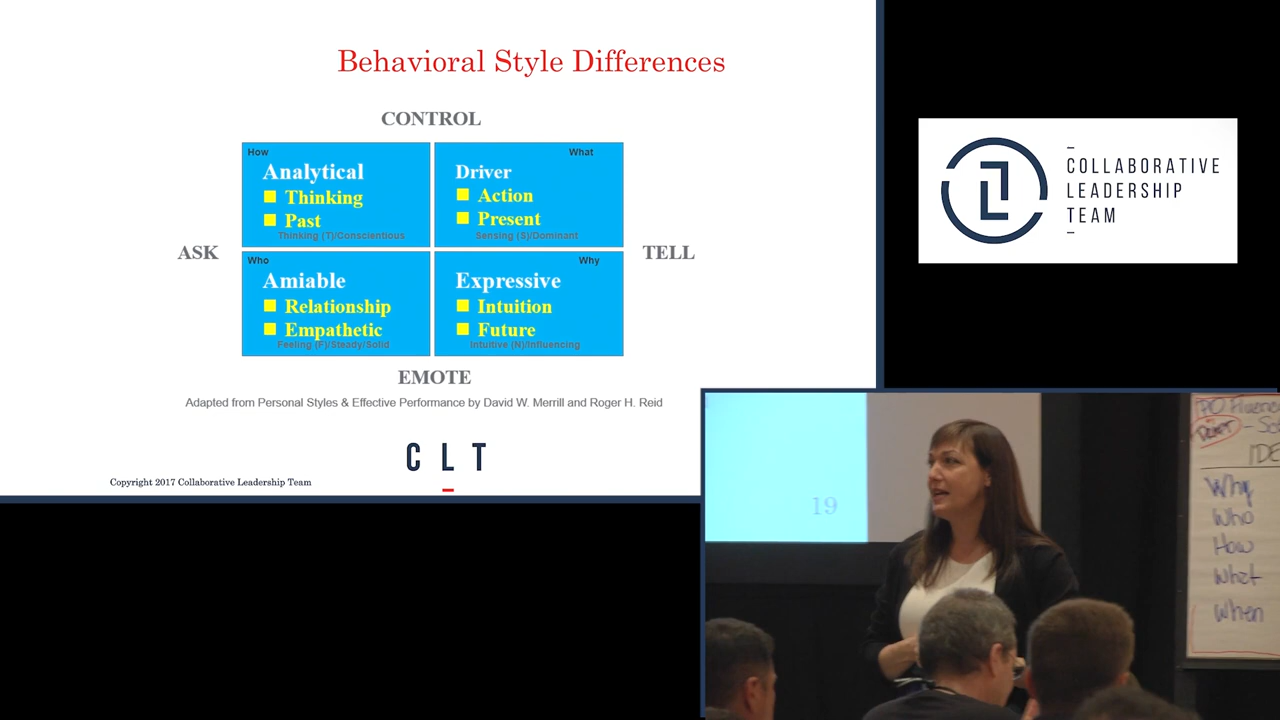 Behavioral Style Differences
CONTROL
How
Analytical
Thinking
Past
Thinking (T)/Conscientious
What
Driver
Action
Present
Sensing (S)/Dominant
ASK
TELL
Who
Amiable
Relationship
Empathetic
Feeling (F)/Steady/Solid
Why
Expressive
Intuition
Future
Intuitive (N)/Influencing
EMOTE
Adapted from Personal Styles & Effective Performance by David W. Merrill and Roger H. Reid
CLT
Copyright 2017 Collaborative Leadership Team
COLLABORATIVE
LEADERSHIP
TEAM
19
Why
Who
How
What
When